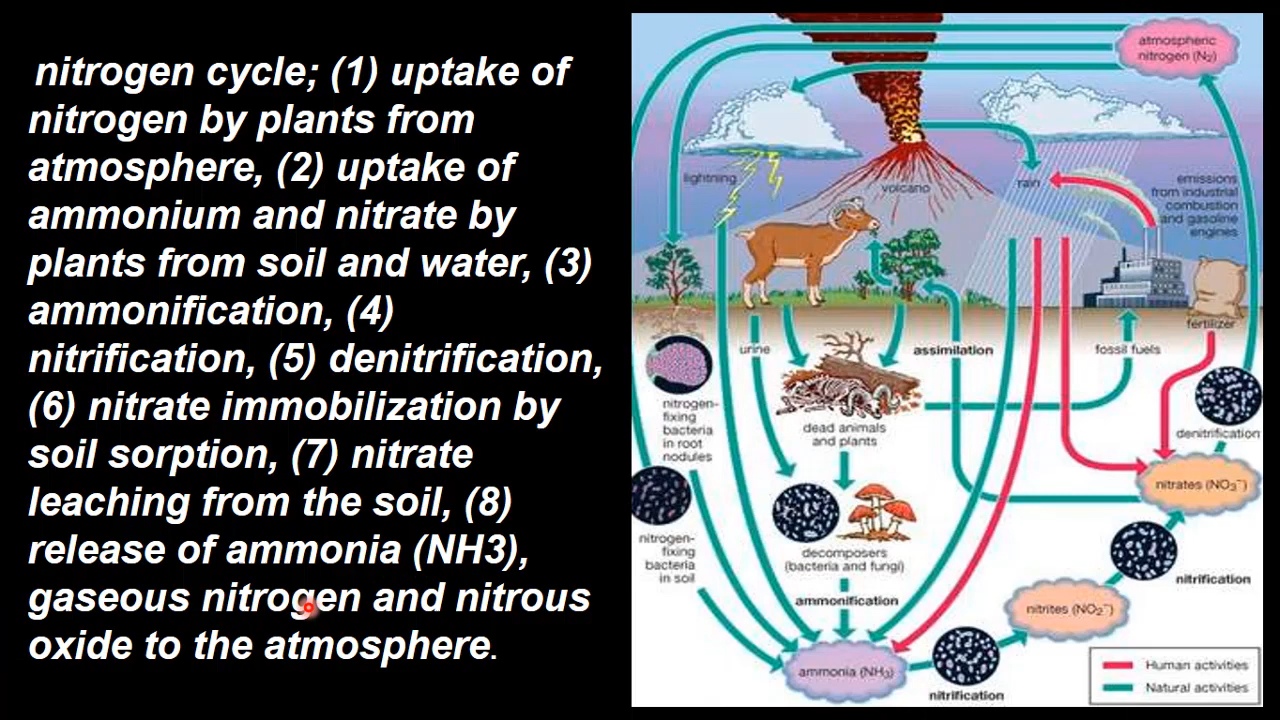 nitrogen cycle; (1) uptake of
nitrogen by plants from
atmosphere, (2) uptake of
ammonium and nitrate by
plants from soil and water, (3)
ammonification, (4)
nitrification, (5) denitrification,
(6) nitrate immobilization by
soil sorption, (7) nitrate
leaching from the soil, (8)
release of ammonia (NH3),
gaseous nitrogen and nitrous
oxide to the atmosphere.
atmospheric
nitrogen (N₂)
lightning
volcano
rain
emissions
from industrial
combustion
and gasoline
engines
fertilizer
urine
assimilation
fossil fuels
nitrogen-
fixing
bacteria
in root
nodules
dead animals
and plants
denitrification
nitrates (NO₃⁻)
nitrogen-
fixing
bacteria
in soil
decomposers
(bacteria and fungi)
ammonification
nitrification
nitrites (NO₂⁻)
ammonia (NH₃)
nitrification
Human activities
Natural activities